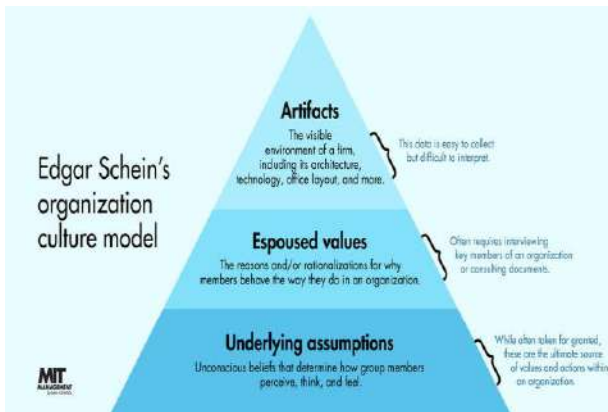 Edgar Schein's
organization
culture model
Artifacts
The visible
environment of a firm,
including its architecture,
technology, office layout, and more.
This data is easy to collect
but difficult to interpret.
Espoused values
The reasons and/or rationalizations for why
members behave the way they do in an organization.
Often requires interviewing
key members of an organization
or consulting documents.
Underlying assumptions
Unconscious beliefs that determine how group members
perceive, think, and feel.
While often taken for granted,
these are the ultimate source
of values and actions within
an organization.
MIT
MANAGEMENT